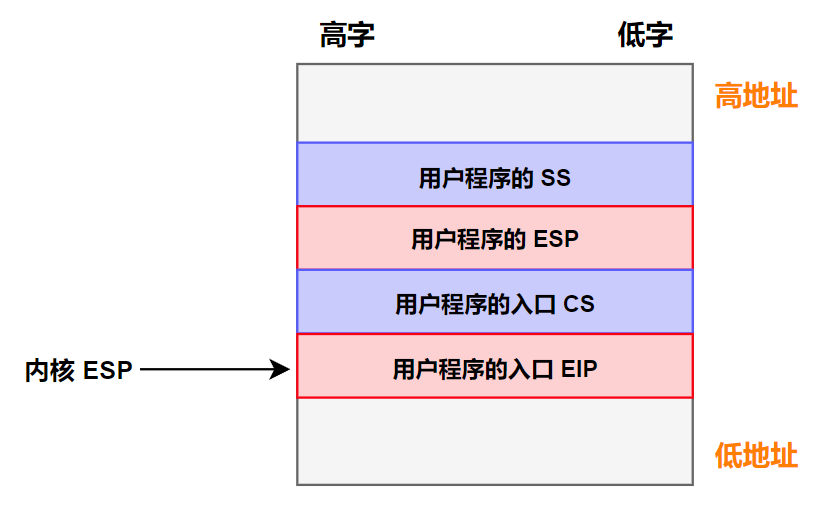 高字
低字
高地址
用户程序的 SS
用户程序的 ESP
用户程序的入口 CS
内核 ESP
用户程序的入口 EIP
低地址